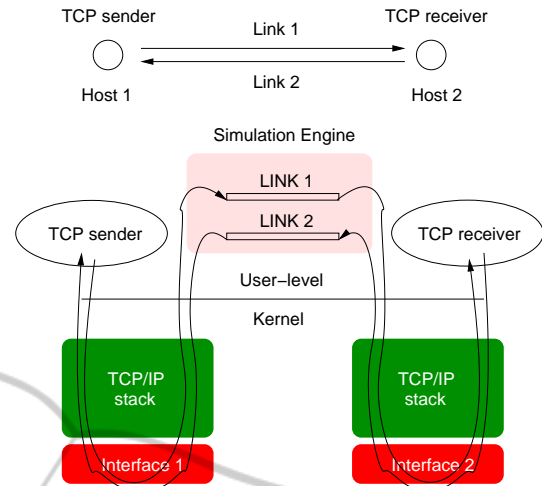 TCP sender
TCP receiver
Link 1
Link 2
Host 1
Host 2
Simulation Engine
LINK 1
LINK 2
TCP sender
TCP receiver
User−level
Kernel
TCP/IP
stack
TCP/IP
stack
Interface 1
Interface 2